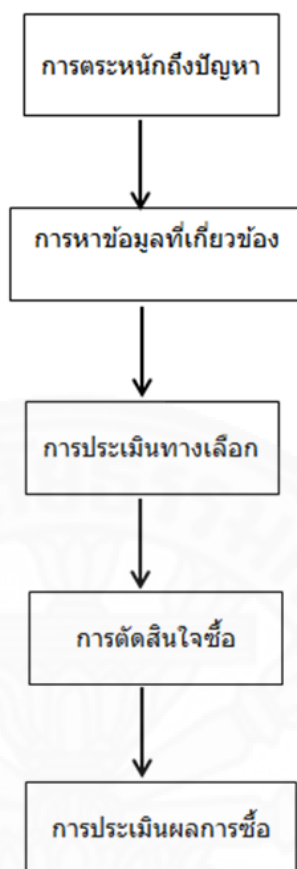 การตระหนักถึงปัญหา
การหาข้อมูลที่เกี่ยวข้อง
การประเมินทางเลือก
การตัดสินใจซื้อ
การประเมินผลการซื้อ